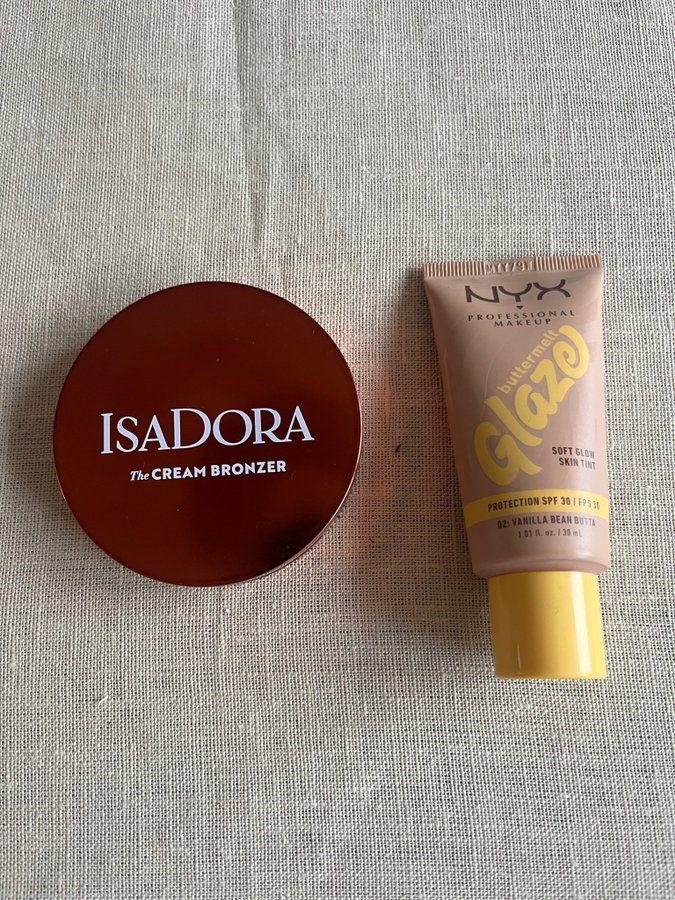 ISADORA
The CREAM BRONZER
NYX
PROFESSIONAL
MAKEUP
buttermelt
Glaze
SOFT GLOW
SKIN TINT
PROTECTION SPF 30 / FPS 30
02: VANILLA BEAN BUTTA
1.01 fl. oz. / 30 mL